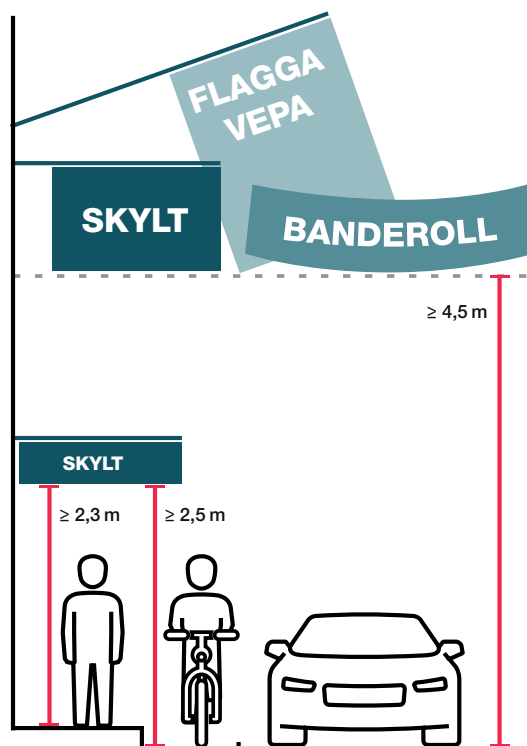 FLAGGA
VEPA
SKYLT
BANDEROLL
≥ 4,5 m
SKYLT
≥ 2,3 m
≥ 2,5 m